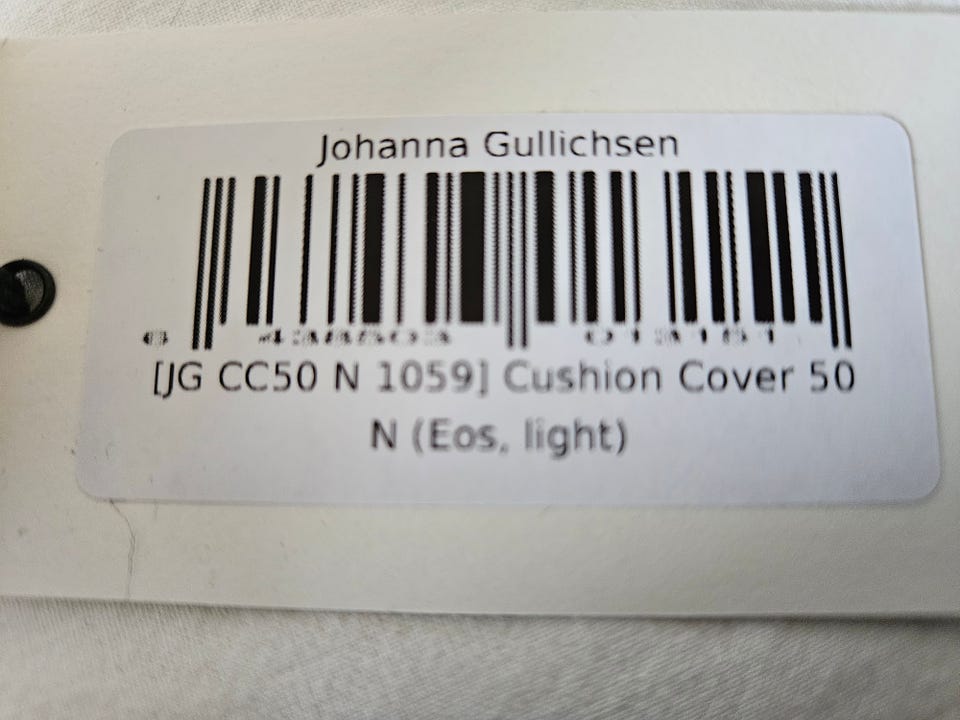 Johanna Gullichsen
[JG CC50 N 1059] Cushion Cover 50
N (Eos, light)